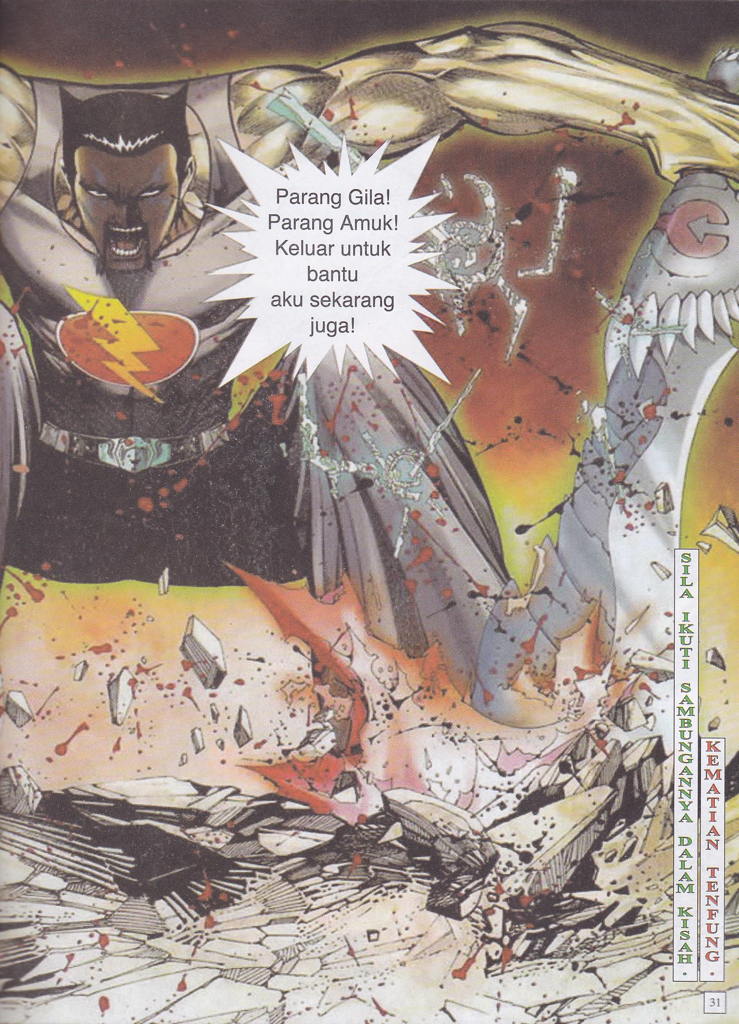 Parang Gila!
Parang Amuk!
Keluar untuk
bantu
aku sekarang
juga!
SILA IKUTI SAMBUNGANNYA DALAM KISAH
KEMATIAN TENFUNG.
31